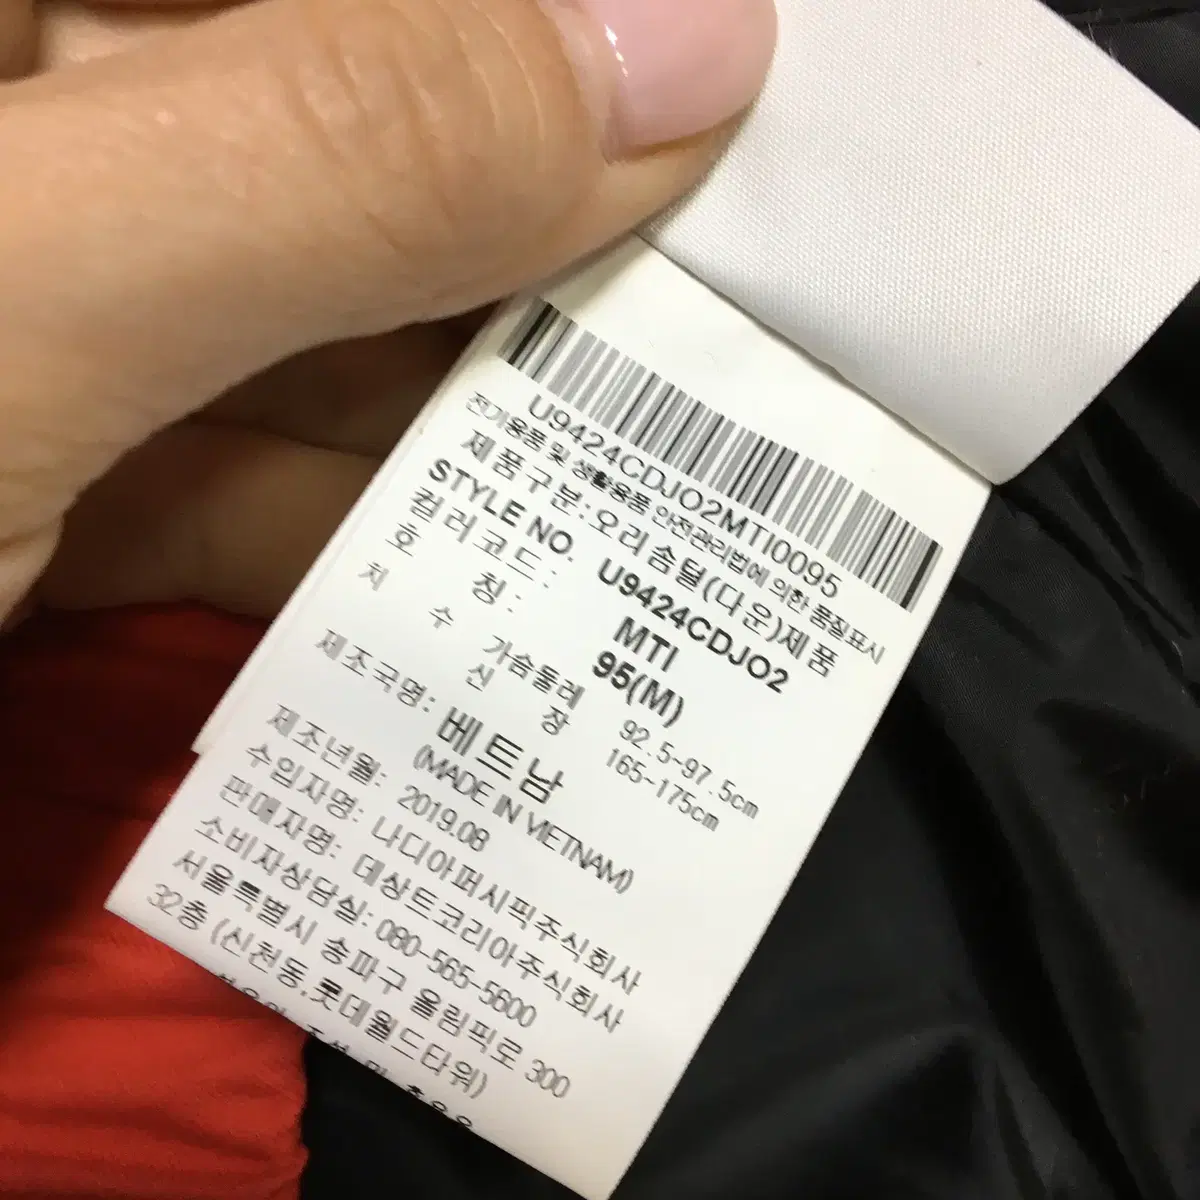 U9424CDJO2MTI0095
전기용품 및 생활용품 안전관리법에 의한 품질표시
제품구분: 오리솜털(다운)제품
STYLE NO. U9424CDJO2
컬러코드: MTI
호 칭: 95(M)
치 수 가슴둘레 92.5-97.5cm
신 장 165-175cm
제조국명: 베트남
(MADE IN VIETNAM)
제조년월: 2019.08
수입자명: 나디아퍼시픽주식회사
판매자명: 데상트코리아주식회사
소비자상담실: 080-565-5600
서울특별시 송파구 올림픽로 300
32층 (신천동,롯데월드타워)